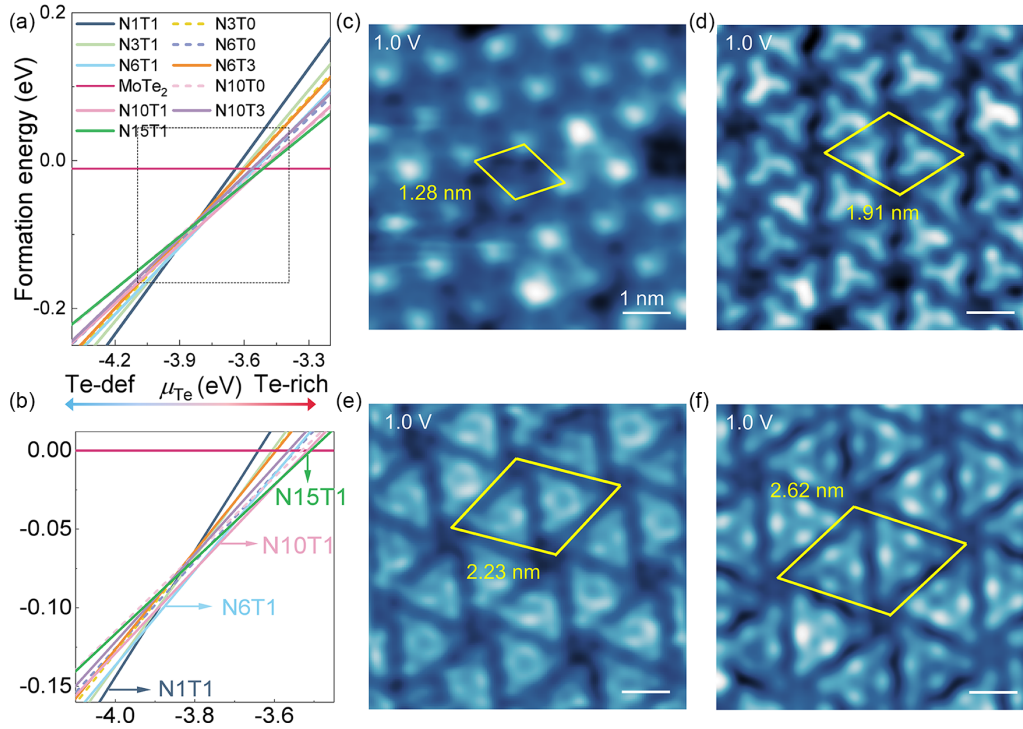 (a)
0.2
0.0
-0.2
Formation energy (eV)
N1T1
N3T0
N3T1
N6T0
N6T1
N6T3
MoTe2
N10T0
N10T1
N10T3
N15T1
-4.2 -3.9 -3.6 -3.3
Te-def μTe (eV) Te-rich
(b)
0.00
-0.05
-0.10
-0.15
N15T1
N10T1
N6T1
N1T1
-4.0 -3.8 -3.6
(c)
1.0 V
1.28 nm
1 nm
(d)
1.0 V
1.91 nm
(e)
1.0 V
2.23 nm
(f)
1.0 V
2.62 nm